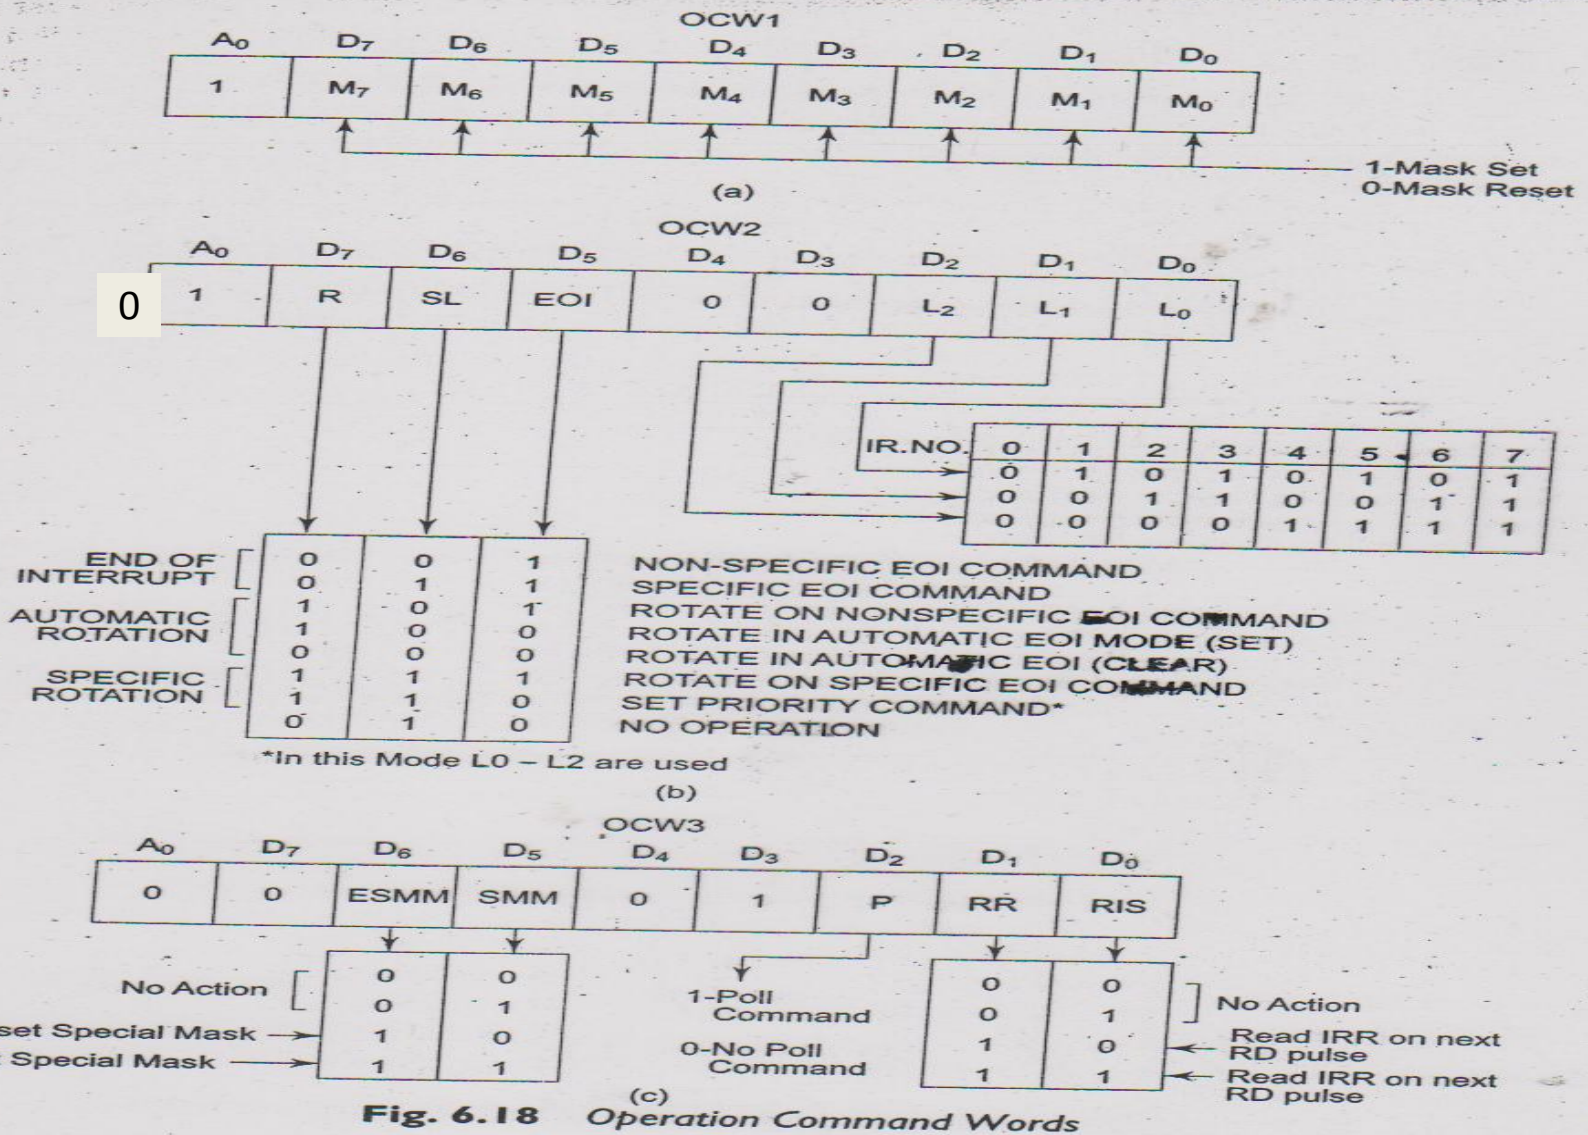 OCW1
A0 D7 D6 D5 D4 D3 D2 D1 D0
1 M7 M6 M5 M4 M3 M2 M1 M0
1-Mask Set
0-Mask Reset
(a)
OCW2
A0 D7 D6 D5 D4 D3 D2 D1 D0
0 1 R SL EOI 0 0 L2 L1 L0
IR.NO. 0 1 2 3 4 5 6 7
0 1 0 1 0 1 0 1
0 0 1 1 0 0 1 1
0 0 0 0 1 1 1 1
END OF INTERRUPT
0 0 1 NON-SPECIFIC EOI COMMAND
0 1 1 SPECIFIC EOI COMMAND
AUTOMATIC ROTATION
1 0 1 ROTATE ON NONSPECIFIC EOI COMMAND
1 0 0 ROTATE IN AUTOMATIC EOI MODE (SET)
0 0 0 ROTATE IN AUTOMATIC EOI (CLEAR)
SPECIFIC ROTATION
1 1 1 ROTATE ON SPECIFIC EOI COMMAND
1 1 0 SET PRIORITY COMMAND*
0 1 0 NO OPERATION
*In this Mode L0 – L2 are used
(b)
OCW3
A0 D7 D6 D5 D4 D3 D2 D1 D0
0 0 ESMM SMM 0 1 P RR RIS
No Action
0 0
0 1
set Special Mask 1 0
Special Mask 1 1
1-Poll
Command
0-No Poll
Command
0 0
0 1
No Action
1 0 Read IRR on next
RD pulse
1 1 Read IRR on next
RD pulse
(c)
Fig. 6.18 Operation Command Words